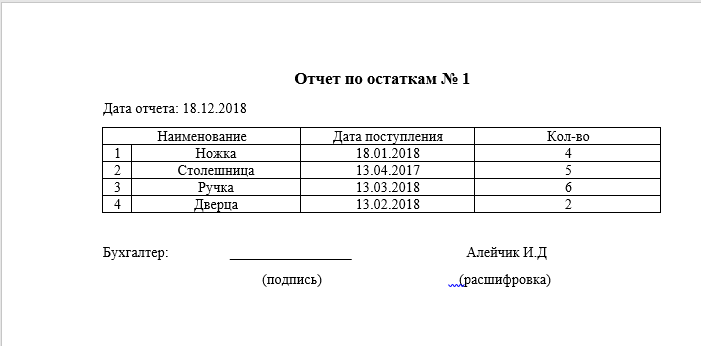 Отчет по остаткам № 1
Дата отчета: 18.12.2018
Наименование Дата поступления Кол-во
1 Ножка 18.01.2018 4
2 Столешница 13.04.2017 5
3 Ручка 13.03.2018 6
4 Дверца 13.02.2018 2
Бухгалтер: _________________ Алейчик И.Д
(подпись) (расшифровка)